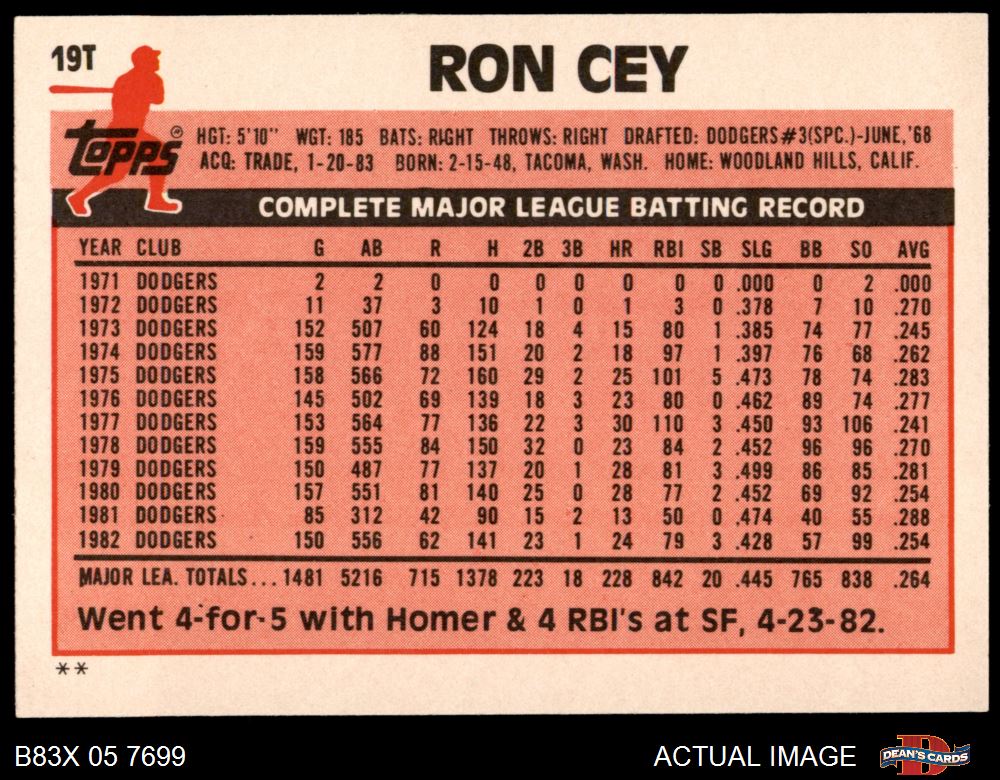 19T
RON CEY
Topps
HGT: 5'10" WGT: 185 BATS: RIGHT THROWS: RIGHT DRAFTED: DODGERS #3(SPC.)-JUNE,'68
ACQ: TRADE, 1-20-83 BORN: 2-15-48, TACOMA, WASH. HOME: WOODLAND HILLS, CALIF.
COMPLETE MAJOR LEAGUE BATTING RECORD
YEAR CLUB G AB R H 2B 3B HR RBI SB SLG BB SO AVG
1971 DODGERS 2 2 0 0 0 0 0 0 0 .000 0 2 .000
1972 DODGERS 11 37 3 10 1 0 1 3 0 .378 7 10 .270
1973 DODGERS 152 507 60 124 18 4 15 80 1 .385 74 77 .245
1974 DODGERS 159 577 88 151 20 2 18 97 1 .397 76 68 .262
1975 DODGERS 158 566 72 160 29 2 25 101 5 .473 78 74 .283
1976 DODGERS 145 502 69 139 18 3 23 80 0 .462 89 74 .277
1977 DODGERS 153 564 77 136 22 3 30 110 3 .450 93 106 .241
1978 DODGERS 159 555 84 150 32 0 23 84 2 .452 96 96 .270
1979 DODGERS 150 487 77 137 20 1 28 81 3 .499 86 85 .281
1980 DODGERS 157 551 81 140 25 0 28 77 2 .452 69 92 .254
1981 DODGERS 85 312 42 90 15 2 13 50 0 .474 40 55 .288
1982 DODGERS 150 556 62 141 23 1 24 79 3 .428 57 99 .254
MAJOR LEA. TOTALS... 1481 5216 715 1378 223 18 228 842 20 .445 765 838 .264
Went 4-for-5 with Homer & 4 RBI's at SF, 4-23-82.
**
B83X 05 7699
ACTUAL IMAGE
DEAN'S CARDS